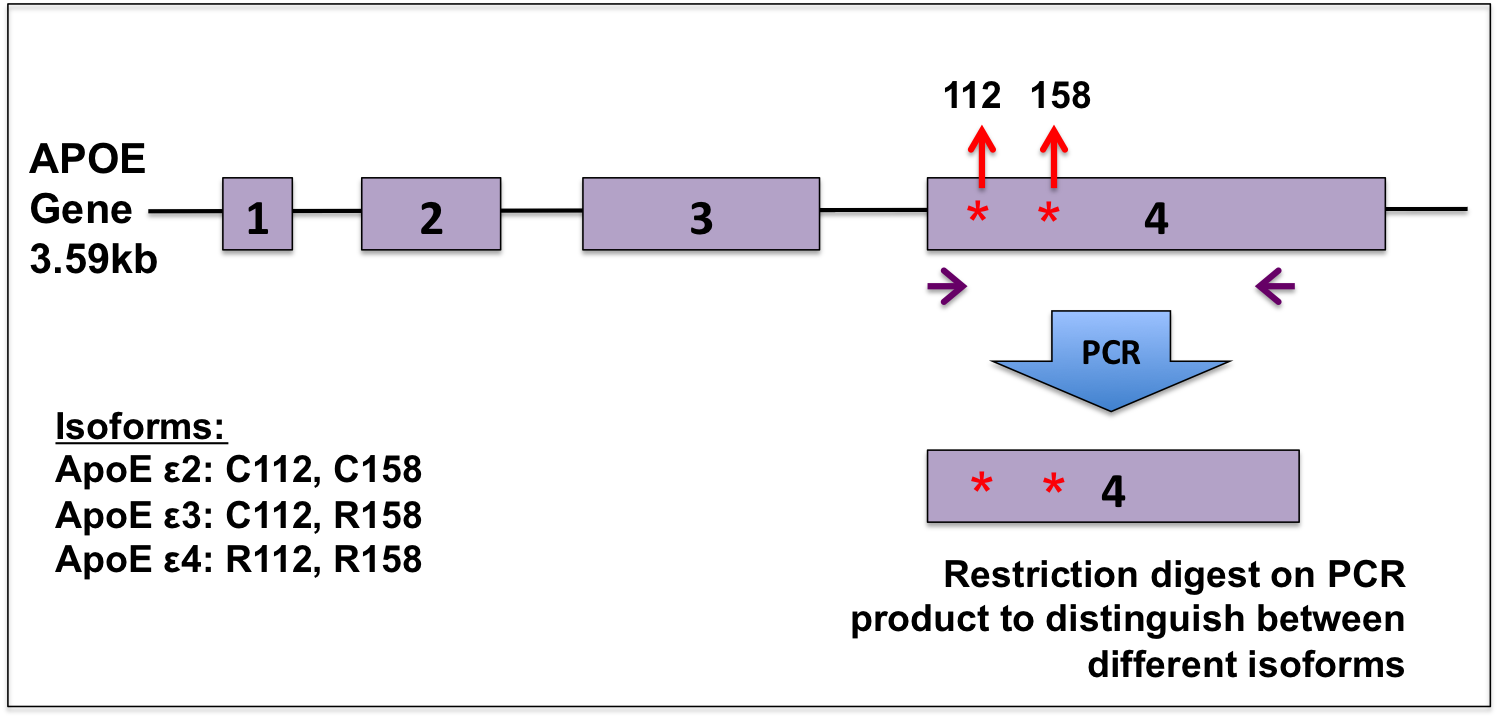 112 158
APOE
Gene
3.59kb
1 2 3 * * 4
PCR
Isoforms:
ApoE ε2: C112, C158
ApoE ε3: C112, R158
ApoE ε4: R112, R158
* * 4
Restriction digest on PCR
product to distinguish between
different isoforms